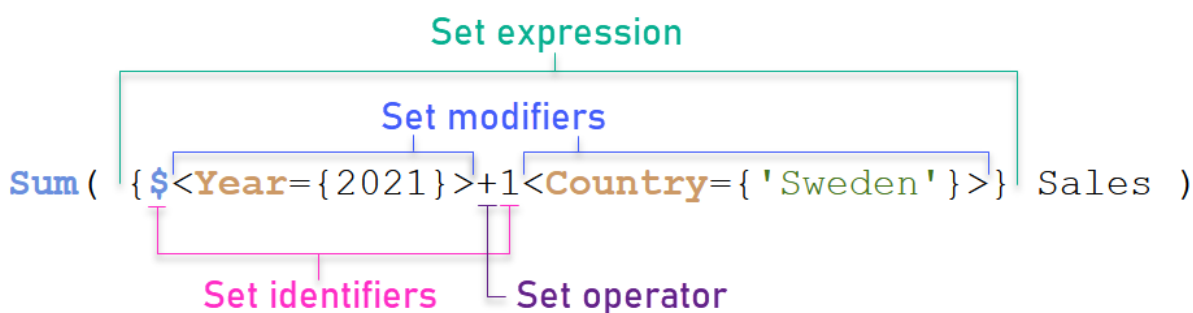 Set expression
Set modifiers
Sum( {$<Year={2021}>+1<Country={'Sweden'}>} Sales )
Set identifiers
Set operator